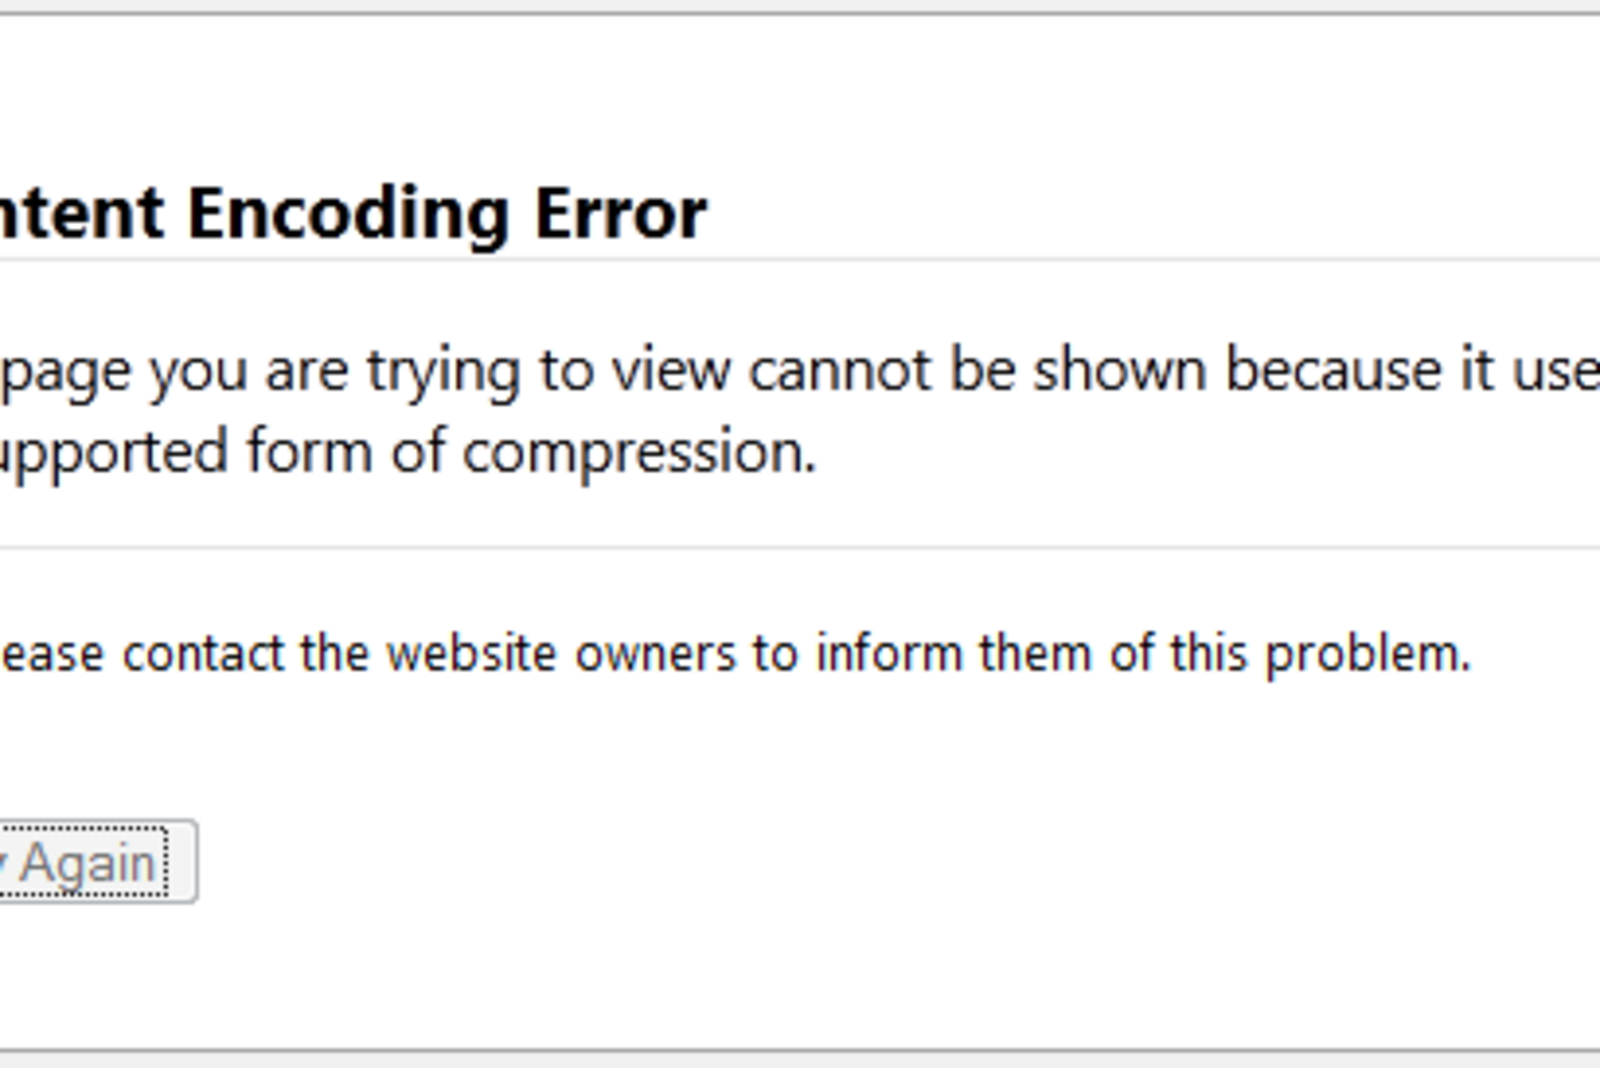 ntent Encoding Error
page you are trying to view cannot be shown because it use
upported form of compression.
ease contact the website owners to inform them of this problem.
Again